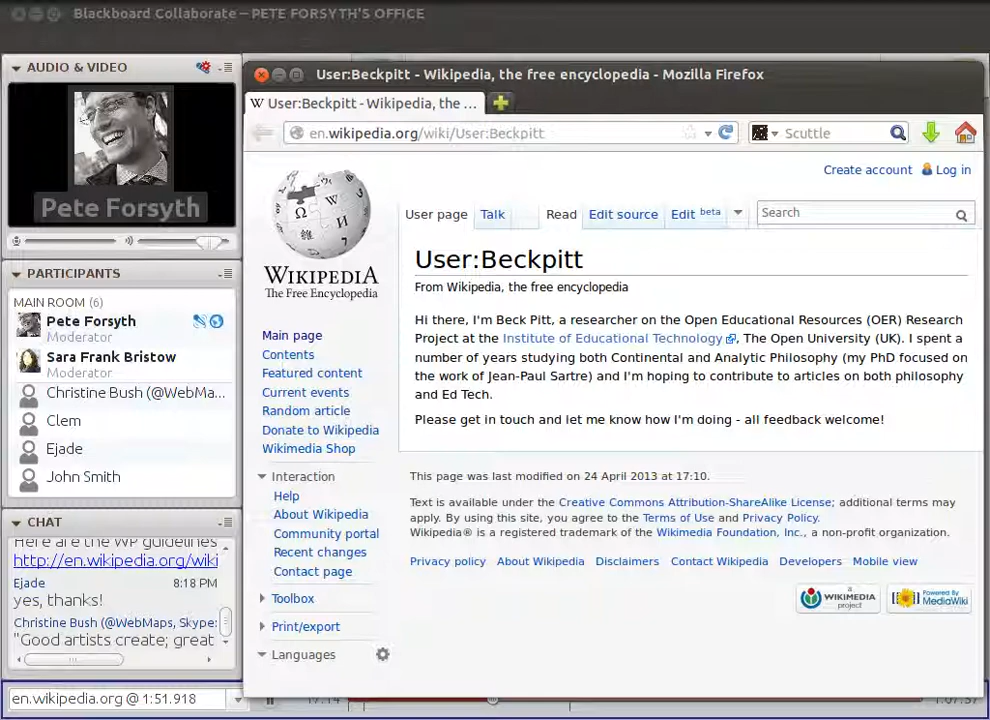 Blackboard Collaborate – PETE FORSYTH'S OFFICE
AUDIO & VIDEO
Pete Forsyth
PARTICIPANTS
MAIN ROOM (6)
Pete Forsyth
Moderator
Sara Frank Bristow
Moderator
Christine Bush (@WebMa...
Clem
Ejade
John Smith
CHAT
Here are the WP guidelines
http://en.wikipedia.org/wiki
Ejade 8:18 PM
yes, thanks!
Christine Bush (@WebMaps, Skype:
"Good artists create; great
en.wikipedia.org @ 1:51.918
17:14
1:07:57
User:Beckpitt - Wikipedia, the free encyclopedia - Mozilla Firefox
W User:Beckpitt - Wikipedia, the ...
en.wikipedia.org/wiki/User:Beckpitt
Scuttle
Create account Log in
User page Talk Read Edit source Edit beta Search
WIKIPEDIA
The Free Encyclopedia
Main page
Contents
Featured content
Current events
Random article
Donate to Wikipedia
Wikimedia Shop
Interaction
Help
About Wikipedia
Community portal
Recent changes
Contact page
Toolbox
Print/export
Languages
User:Beckpitt
From Wikipedia, the free encyclopedia
Hi there, I'm Beck Pitt, a researcher on the Open Educational Resources (OER) Research
Project at the Institute of Educational Technology, The Open University (UK). I spent a
number of years studying both Continental and Analytic Philosophy (my PhD focused on
the work of Jean-Paul Sartre) and I'm hoping to contribute to articles on both philosophy
and Ed Tech.
Please get in touch and let me know how I'm doing - all feedback welcome!
This page was last modified on 24 April 2013 at 17:10.
Text is available under the Creative Commons Attribution-ShareAlike License; additional terms may
apply. By using this site, you agree to the Terms of Use and Privacy Policy.
Wikipedia® is a registered trademark of the Wikimedia Foundation, Inc., a non-profit organization.
Privacy policy About Wikipedia Disclaimers Contact Wikipedia Developers Mobile view
a WIKIMEDIA project
Powered By MediaWiki